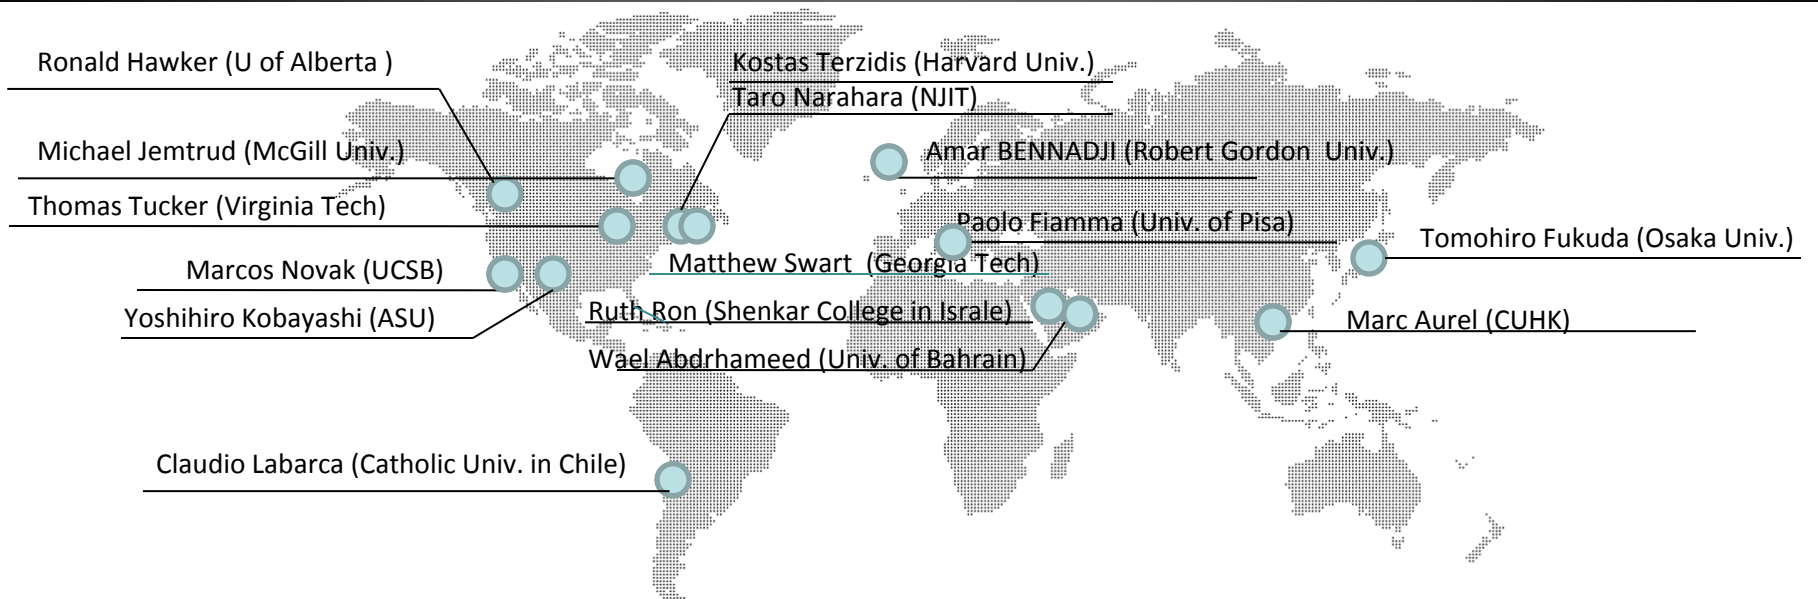 Ronald Hawker (U of Alberta )
Kostas Terzidis (Harvard Univ.)
Taro Narahara (NJIT)
Michael Jemtrud (McGill Univ.)
Amar BENNADJI (Robert Gordon  Univ.)
Thomas Tucker (Virginia Tech)
Paolo Fiamma (Univ. of Pisa)
Tomohiro Fukuda (Osaka Univ.)
Marcos Novak (UCSB)
Matthew Swart  (Georgia Tech)
Yoshihiro Kobayashi (ASU)
Ruth Ron (Shenkar College in Israle)
Marc Aurel (CUHK)
Wael Abdrhameed (Univ. of Bahrain)
Claudio Labarca (Catholic Univ. in Chile)